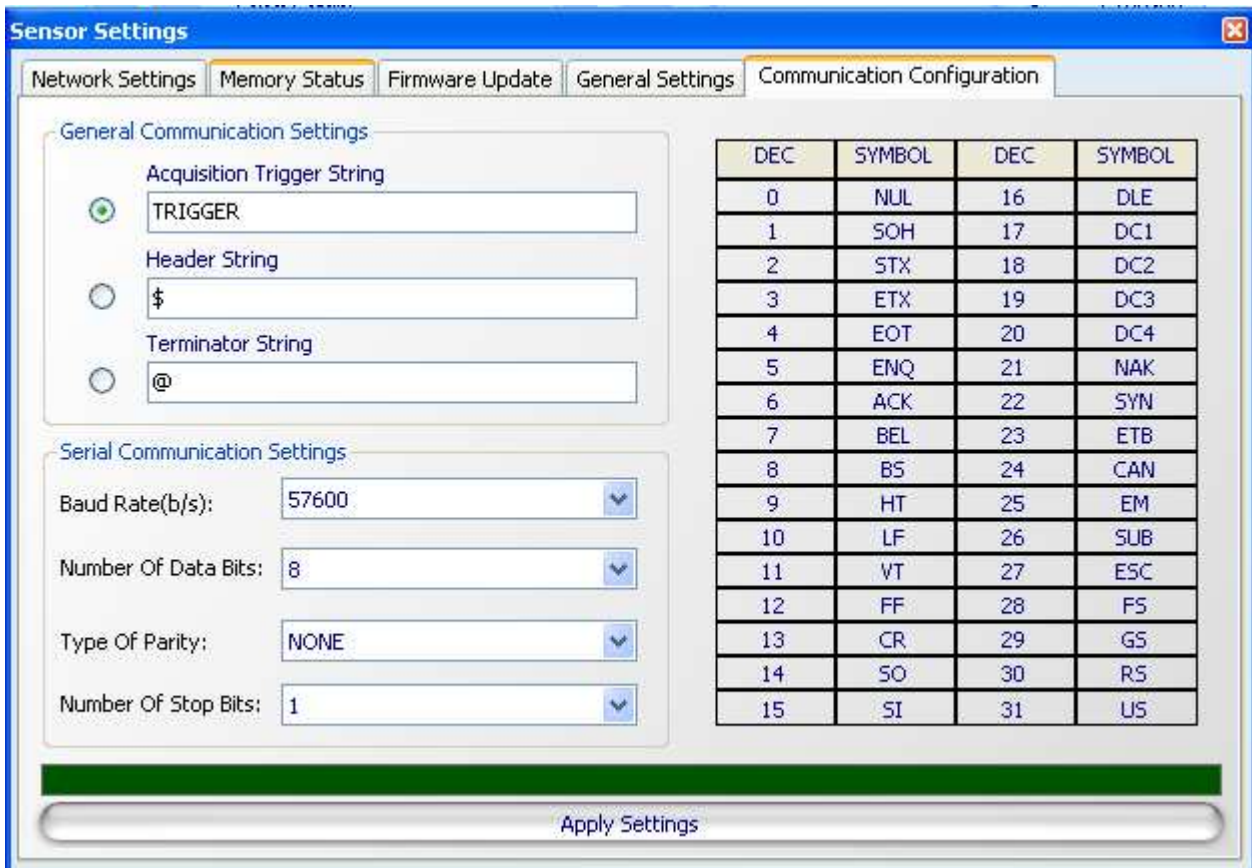 Sensor Settings
Network Settings Memory Status Firmware Update General Settings Communication Configuration
General Communication Settings
Acquisition Trigger String
TRIGGER
Header String
$
Terminator String
@
Serial Communication Settings
Baud Rate(b/s): 57600
Number Of Data Bits: 8
Type Of Parity: NONE
Number Of Stop Bits: 1
DEC SYMBOL DEC SYMBOL
0 NUL 16 DLE
1 SOH 17 DC1
2 STX 18 DC2
3 ETX 19 DC3
4 EOT 20 DC4
5 ENQ 21 NAK
6 ACK 22 SYN
7 BEL 23 ETB
8 BS 24 CAN
9 HT 25 EM
10 LF 26 SUB
11 VT 27 ESC
12 FF 28 FS
13 CR 29 GS
14 SO 30 RS
15 SI 31 US
Apply Settings